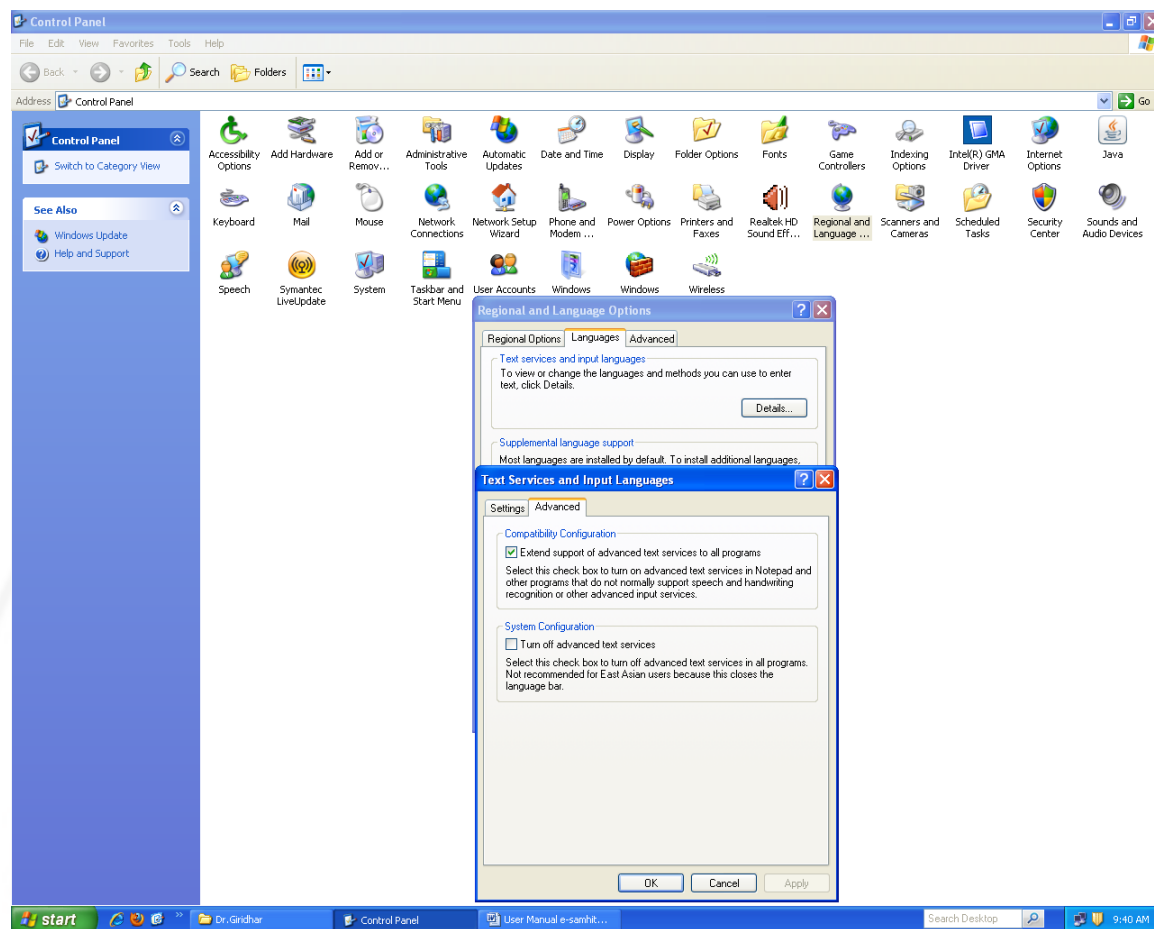 Control Panel
File Edit View Favorites Tools Help
Back Search Folders
Address Control Panel Go
Control Panel
Switch to Category View
See Also
Windows Update
Help and Support
Accessibility Options
Add Hardware
Add or Remov...
Administrative Tools
Automatic Updates
Date and Time
Display
Folder Options
Fonts
Game Controllers
Indexing Options
Intel(R) GMA Driver
Internet Options
Java
Keyboard
Mail
Mouse
Network Connections
Network Setup Wizard
Phone and Modem ...
Power Options
Printers and Faxes
Realtek HD Sound Eff...
Regional and Language ...
Scanners and Cameras
Scheduled Tasks
Security Center
Sounds and Audio Devices
Speech
Symantec LiveUpdate
System
Taskbar and Start Menu
User Accounts
Windows
Windows
Wireless
Regional and Language Options
Regional Options Languages Advanced
Text services and input languages
To view or change the languages and methods you can use to enter
text, click Details.
Details...
Supplemental language support
Most languages are installed by default. To install additional languages,
Text Services and Input Languages
Settings Advanced
Compatibility Configuration
Extend support of advanced text services to all programs
Select this check box to turn on advanced text services in Notepad and
other programs that do not normally support speech and handwriting
recognition or other advanced input services.
System Configuration
Turn off advanced text services
Select this check box to turn off advanced text services in all programs.
Not recommended for East Asian users because this closes the
language bar.
OK Cancel Apply
start Dr.Giridhar Control Panel User Manual e-samhit... Search Desktop 9:40 AM